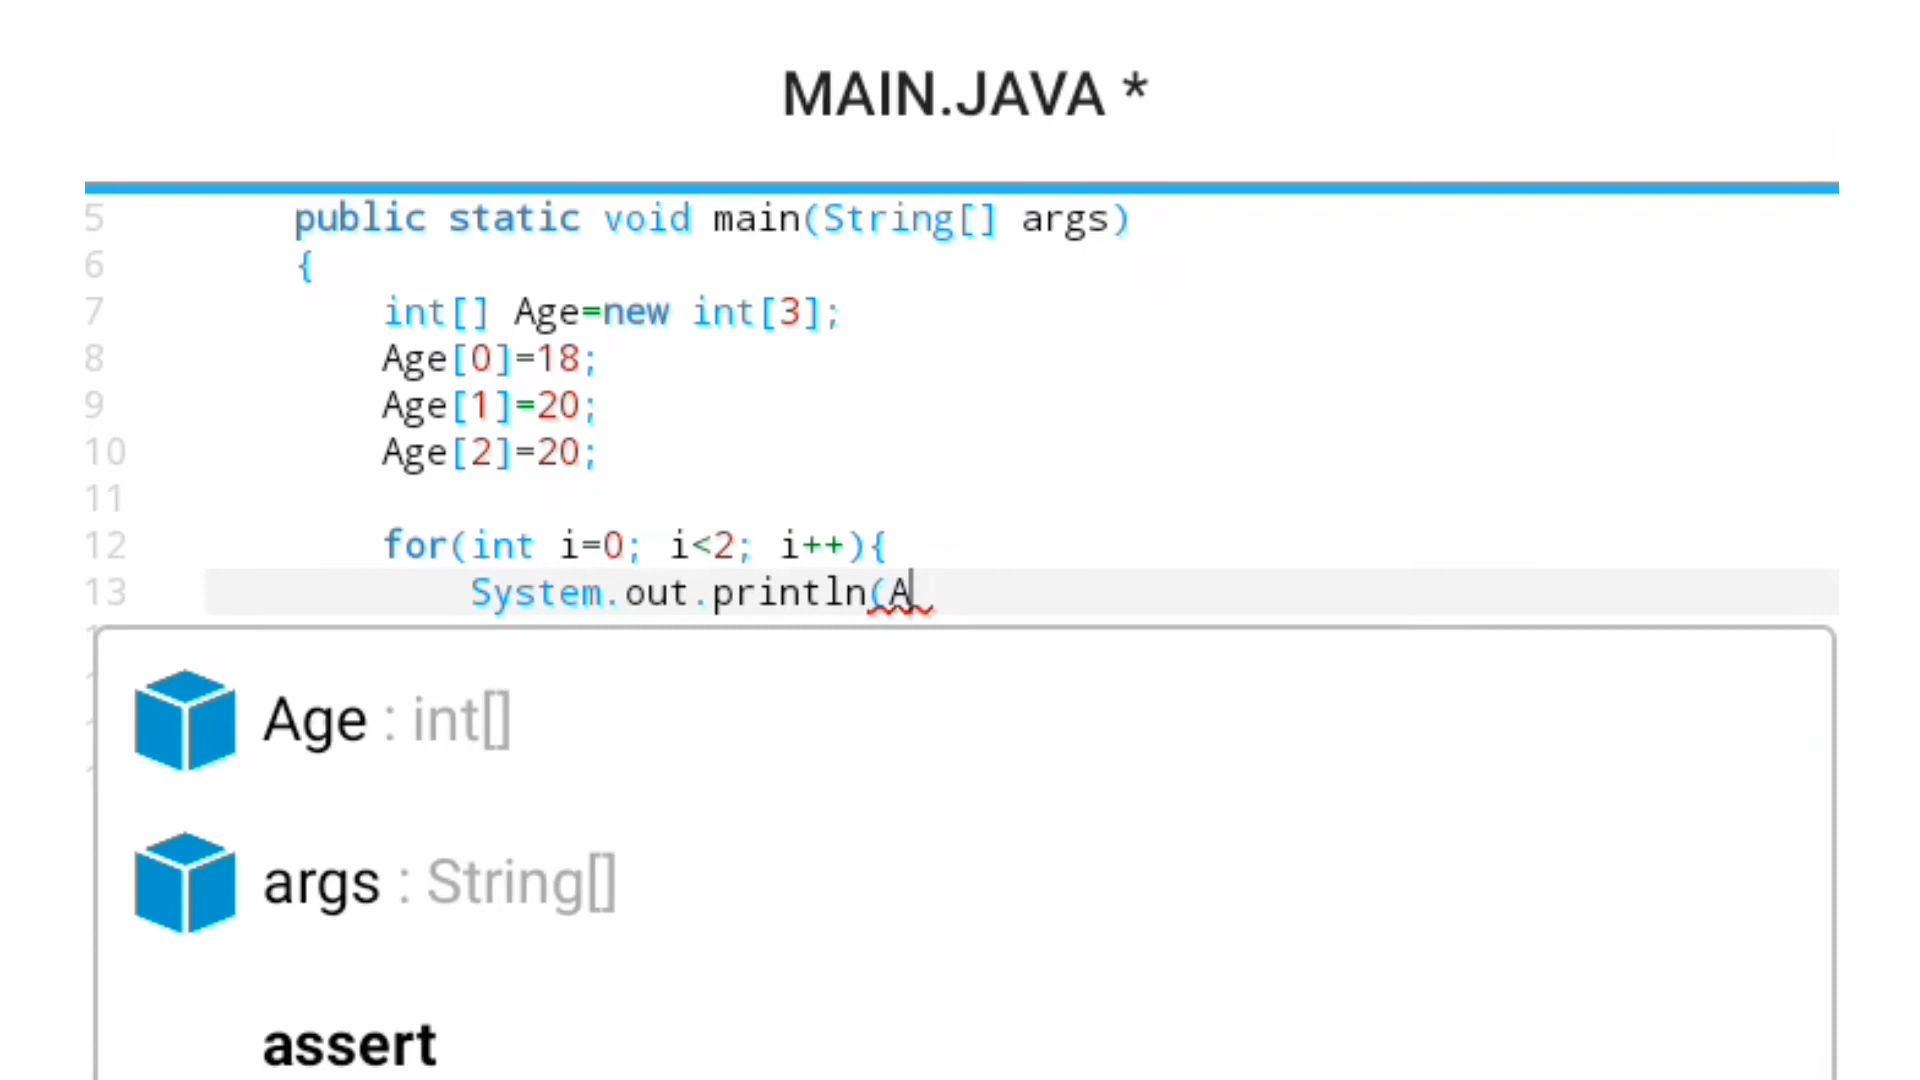 MAIN.JAVA *
5 public static void main(String[] args)
6 {
7 int[] Age=new int[3];
8 Age[0]=18;
9 Age[1]=20;
10 Age[2]=20;
11
12 for(int i=0; i<2; i++){
13 System.out.println(A
Age : int[]
args : String[]
assert